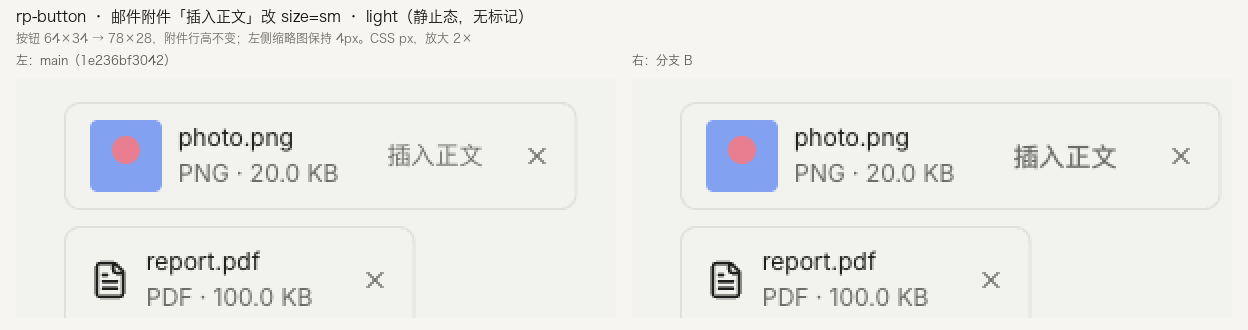 rp-button · 邮件附件「插入正文」改 size=sm · light（静止态，无标记）
按钮 64×34 → 78×28，附件行高不变；左侧缩略图保持 4px。CSS px，放大 2×
左：main（1e236bf3042）
右：分支 B
photo.png
PNG · 20.0 KB
插入正文
report.pdf
PDF · 100.0 KB
photo.png
PNG · 20.0 KB
插入正文
report.pdf
PDF · 100.0 KB